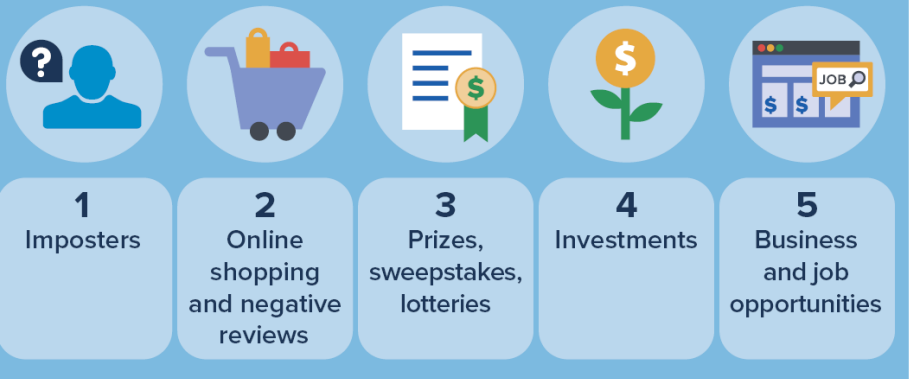 ?
$
$
$ $
JOB
1
Imposters
2
Online
shopping
and negative
reviews
3
Prizes,
sweepstakes,
lotteries
4
Investments
5
Business
and job
opportunities